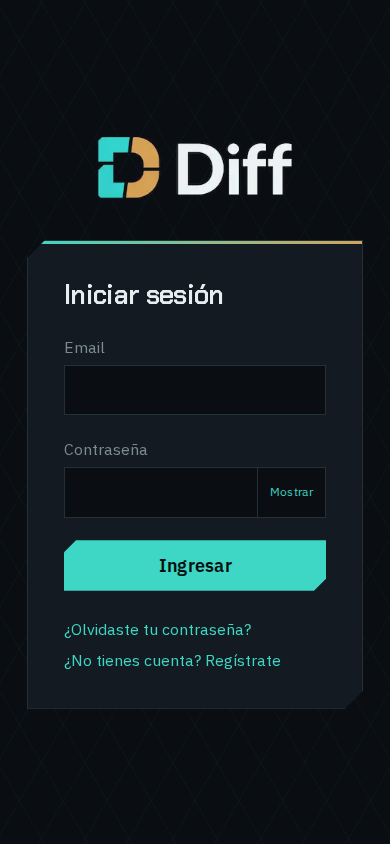 Diff
Iniciar sesión
Email
Contraseña
Mostrar
Ingresar
¿Olvidaste tu contraseña?
¿No tienes cuenta? Regístrate